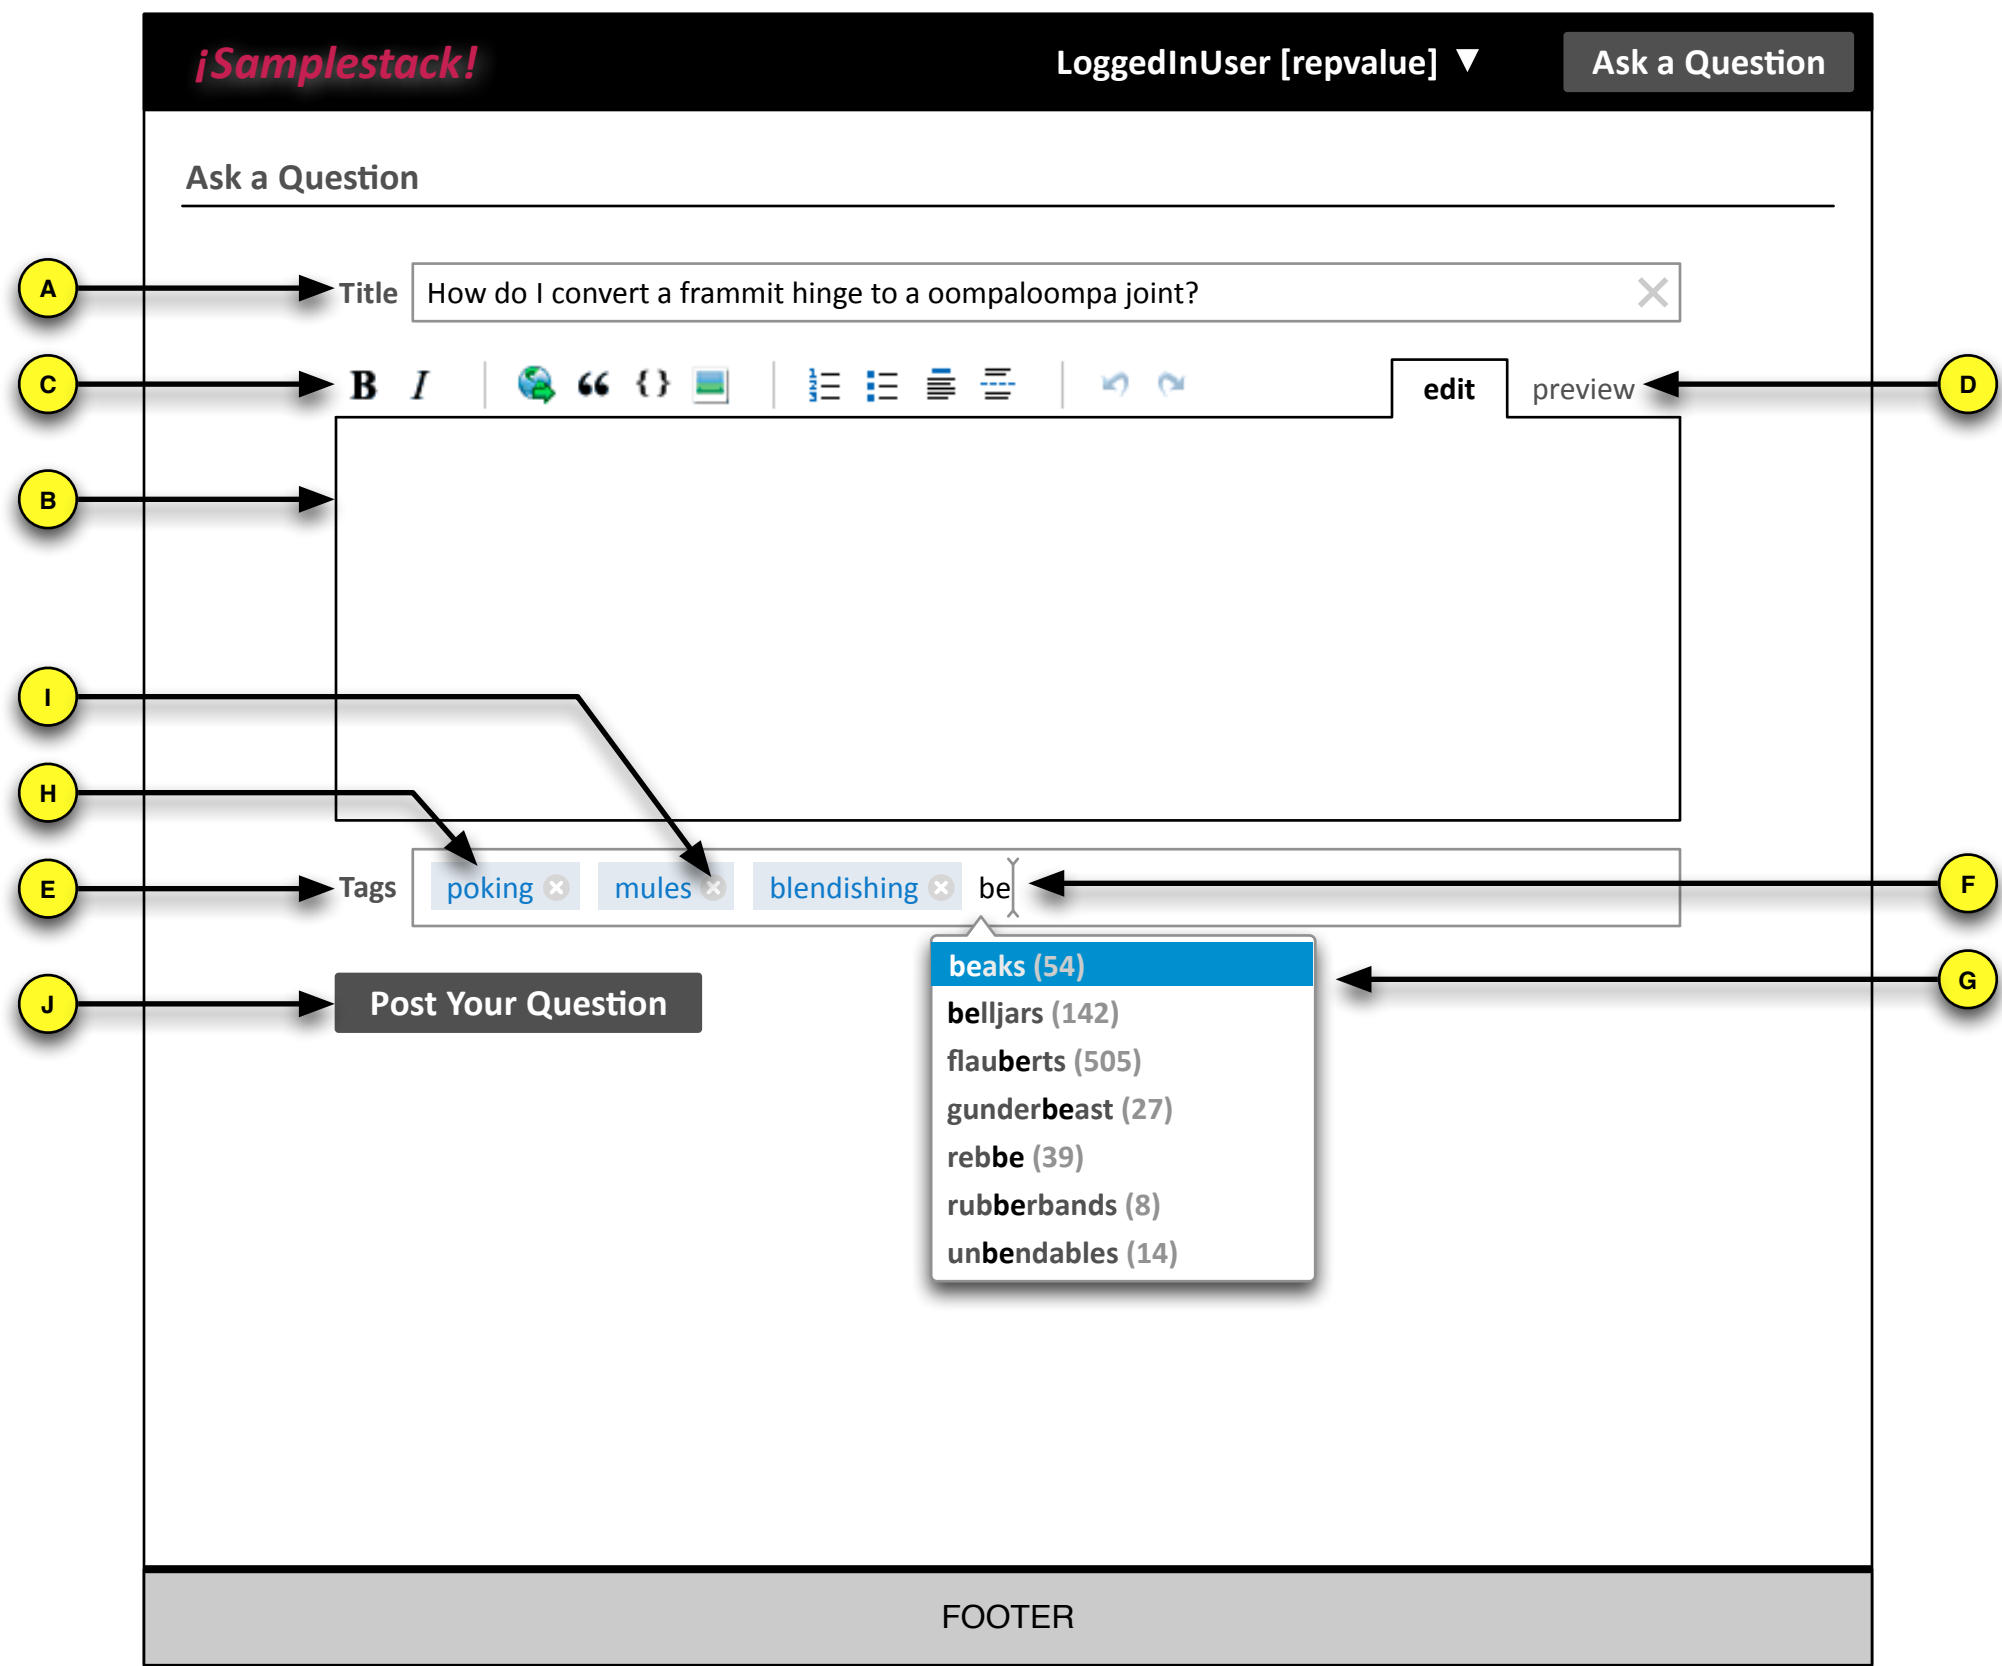 ¡Samplestack!
LoggedInUser [repvalue] ▼
Ask a Question
Ask a Question
A
Title
How do I convert a frammit hinge to a oompaloompa joint?
C
B I
edit
preview
D
B
I
H
E
Tags
poking
mules
blendishing
be
F
beaks (54)
G
J
Post Your Question
belljars (142)
flauberts (505)
gunderbeast (27)
rebbe (39)
rubberbands (8)
unbendables (14)
FOOTER